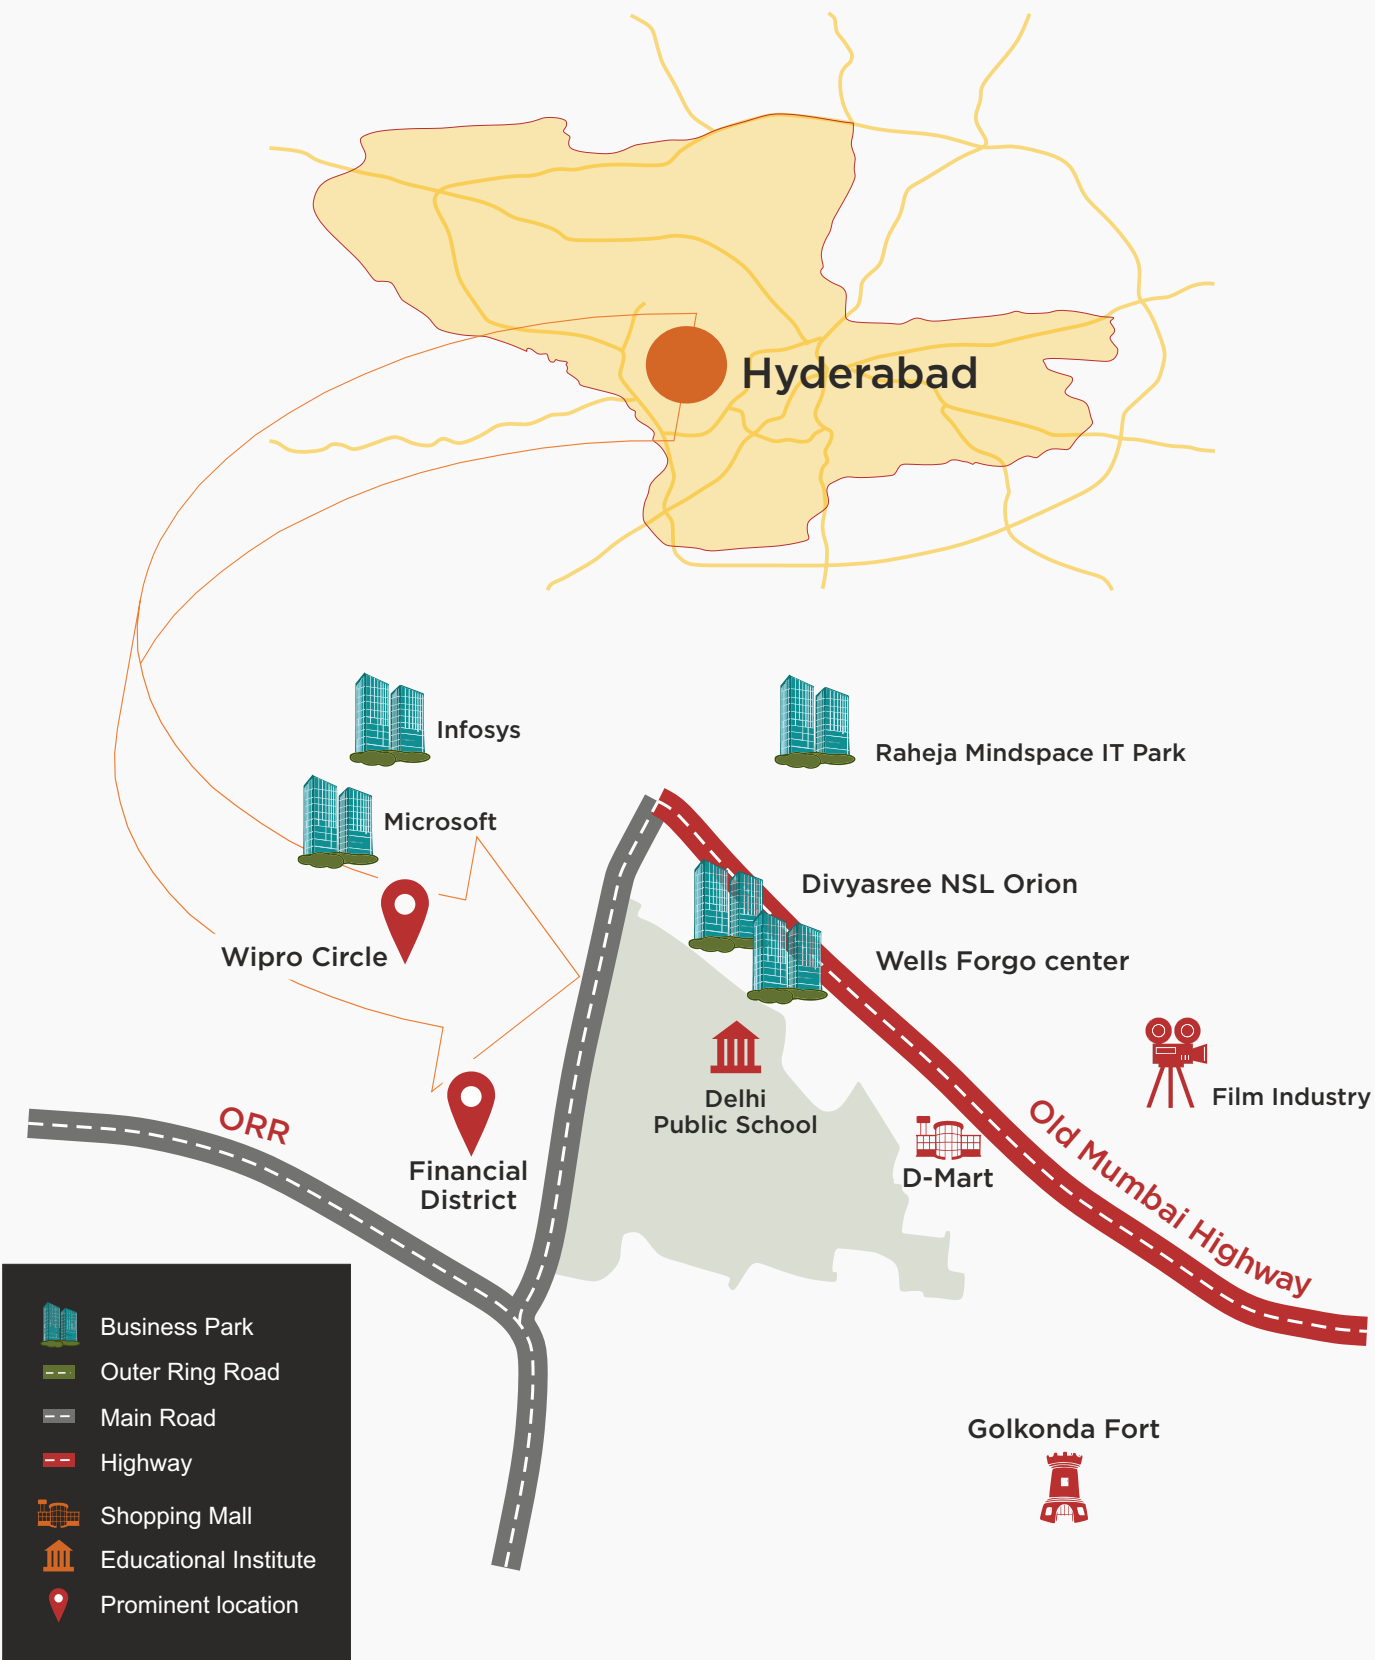 Hyderabad
Infosys
Raheja Mindspace IT Park
Microsoft
Divyasree NSL Orion
Wipro Circle
Wells Forgo center
Delhi
Public School
Film Industry
ORR
Old Mumbai Highway
D-Mart
Financial
District
Golkonda Fort
Business Park
Outer Ring Road
Main Road
Highway
Shopping Mall
Educational Institute
Prominent location